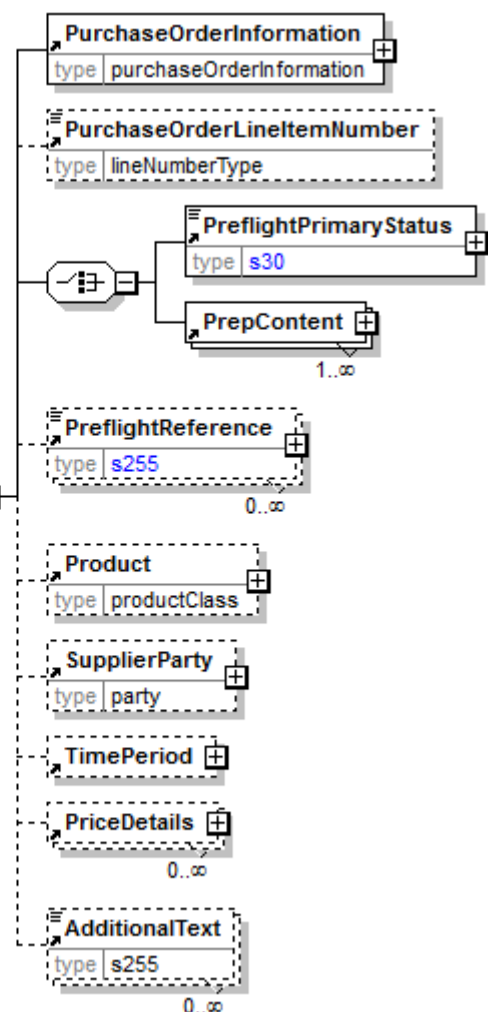 PurchaseOrderInformation
type purchaseOrderInformation
PurchaseOrderLineItemNumber
type lineNumberType
PreflightPrimaryStatus
type s30
PrepContent
1..∞
PreflightReference
type s255
0..∞
Product
type productClass
SupplierParty
type party
TimePeriod
PriceDetails
0..∞
AdditionalText
type s255
0..∞